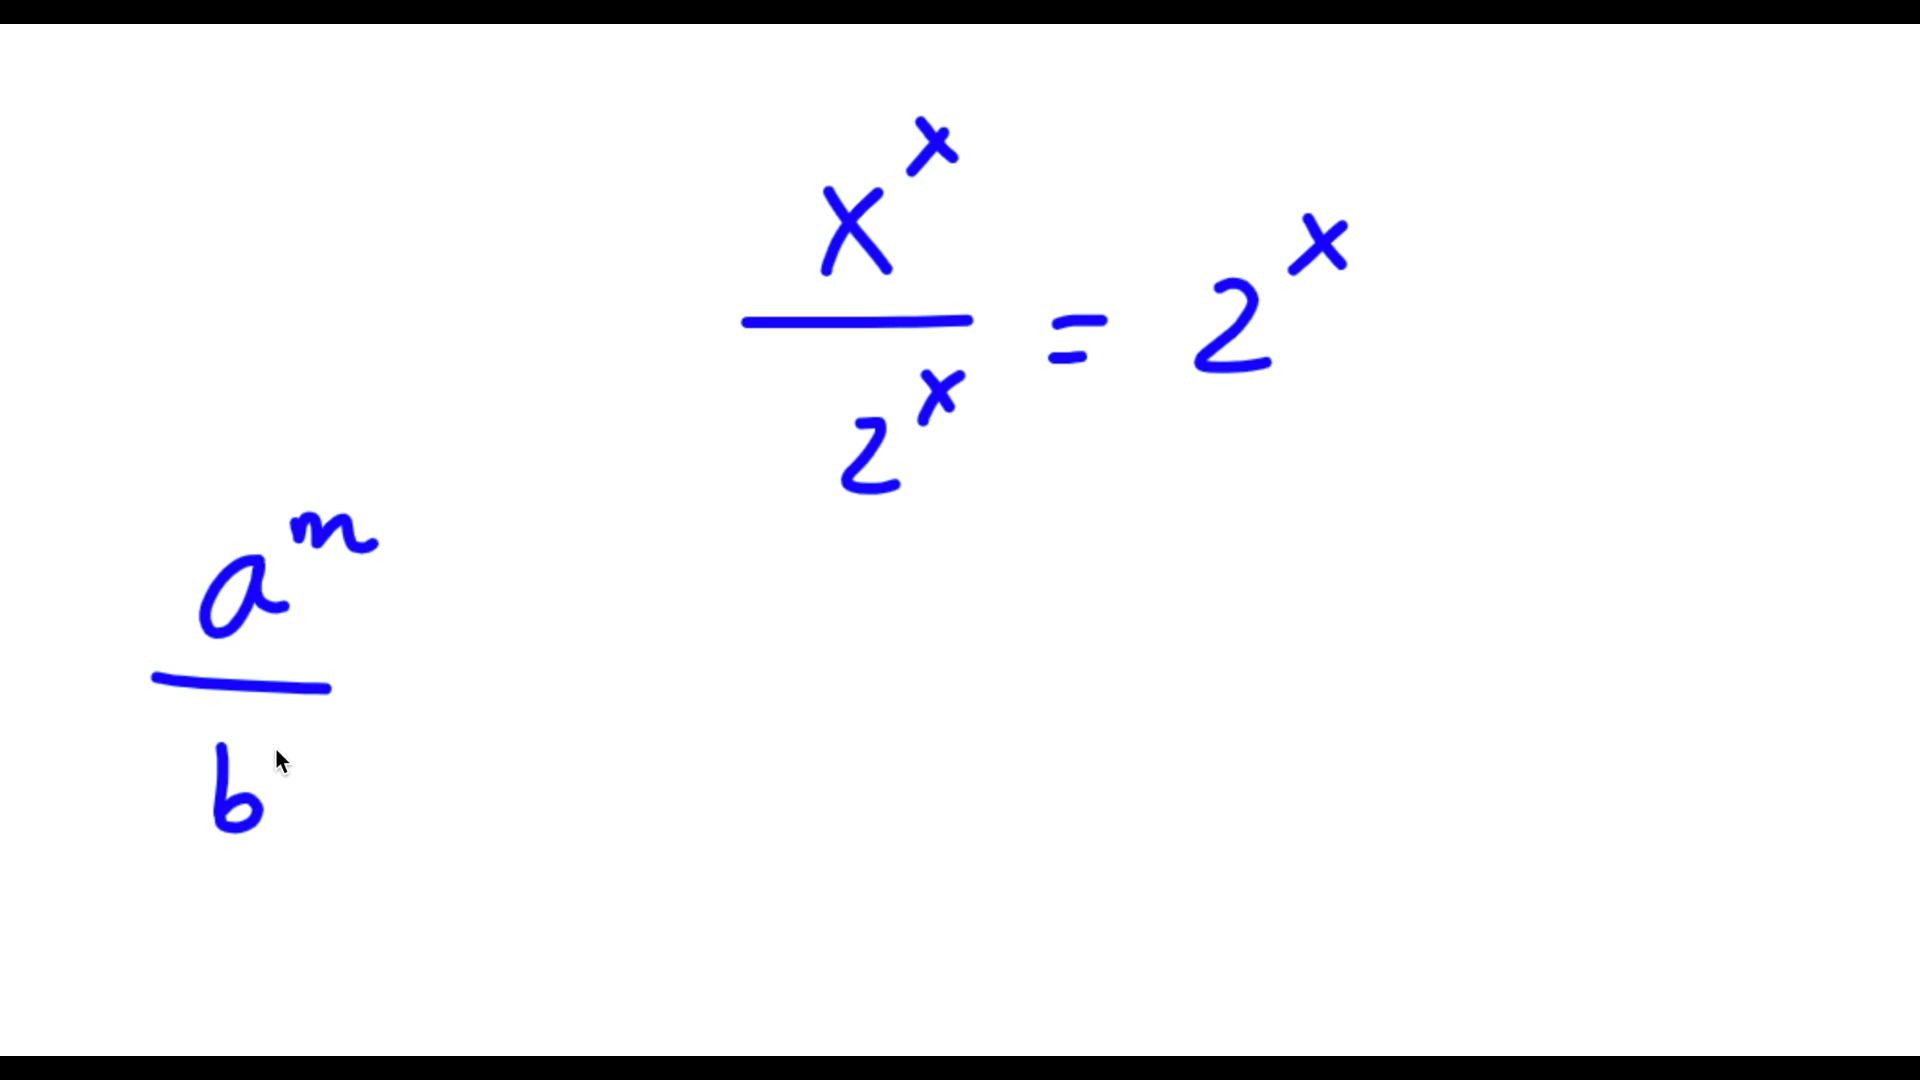 x^x / 2^x = 2^x
a^m / b